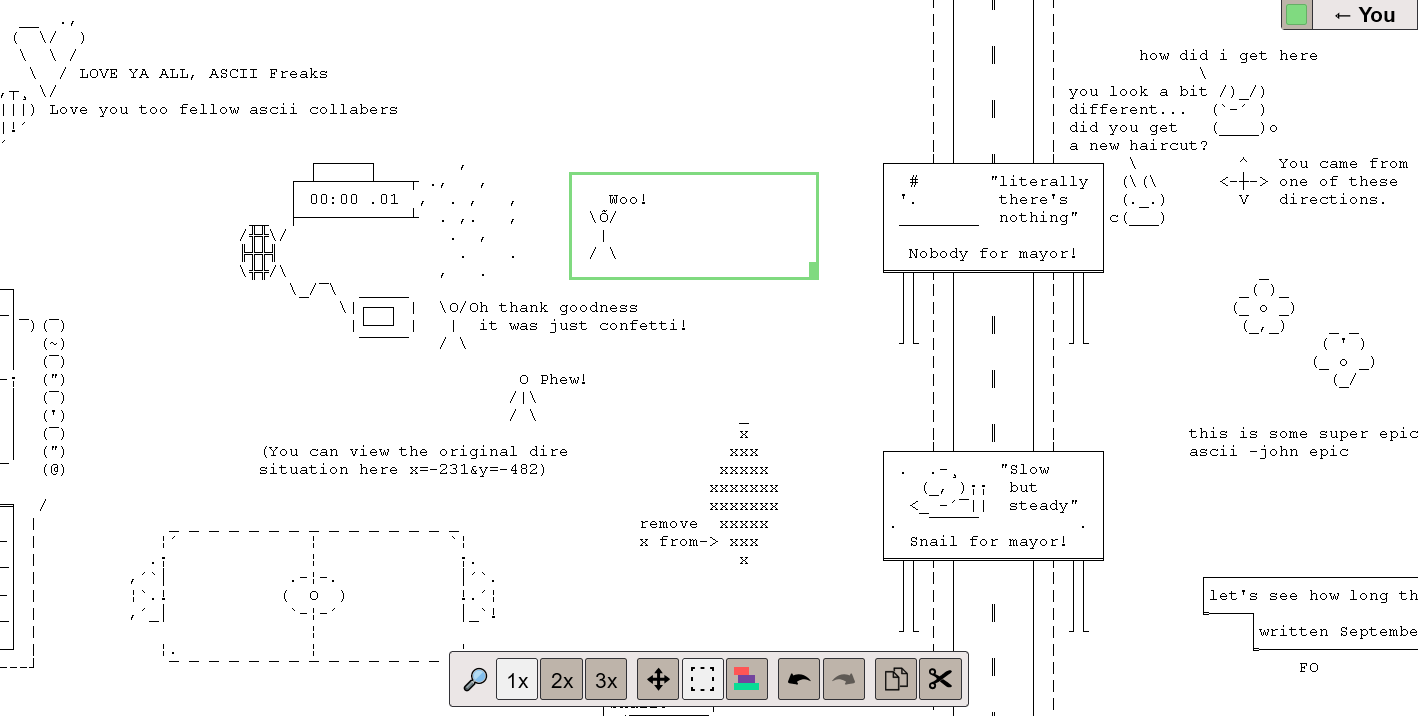 ← You
how did i get here
LOVE YA ALL, ASCII Freaks
Love you too fellow ascii collabers
you look a bit
different...
did you get
a new haircut?
You came from
one of these
directions.
00:00 .01
Woo!
"literally
there's
nothing"
Nobody for mayor!
Oh thank goodness
it was just confetti!
Phew!
(You can view the original dire
situation here x=-231&y=-482)
this is some super epic
ascii -john epic
"Slow
but
steady"
Snail for mayor!
remove
x from->
let's see how long th
written Septembe
FO
1x
2x
3x